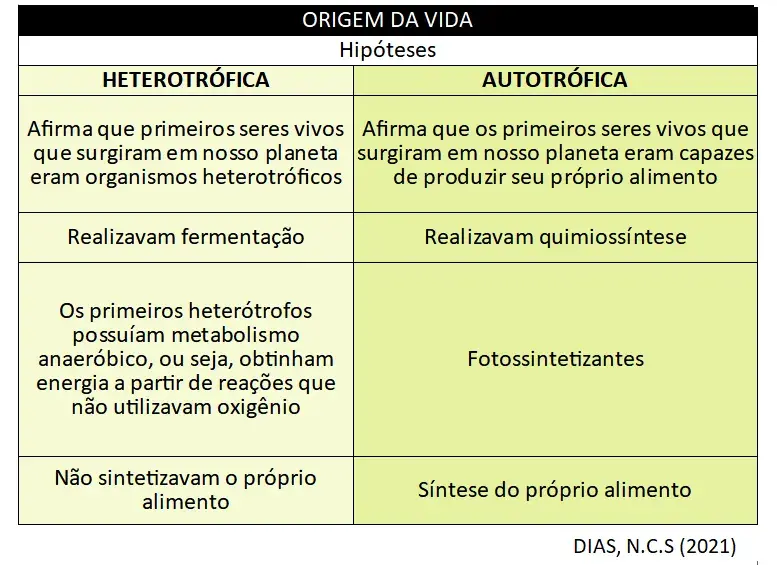 ORIGEM DA VIDA
Hipóteses
HETEROTRÓFICA
AUTOTRÓFICA
Afirma que primeiros seres vivos
que surgiram em nosso planeta
eram organismos heterotróficos
Afirma que os primeiros seres vivos que
surgiram em nosso planeta eram capazes
de produzir seu próprio alimento
Realizavam fermentação
Realizavam quimiossíntese
Os primeiros heterótrofos
possuíam metabolismo
anaeróbico, ou seja, obtinham
energia a partir de reações que
não utilizavam oxigênio
Fotossintetizantes
Não sintetizavam o próprio
alimento
Síntese do próprio alimento
DIAS, N.C.S (2021)